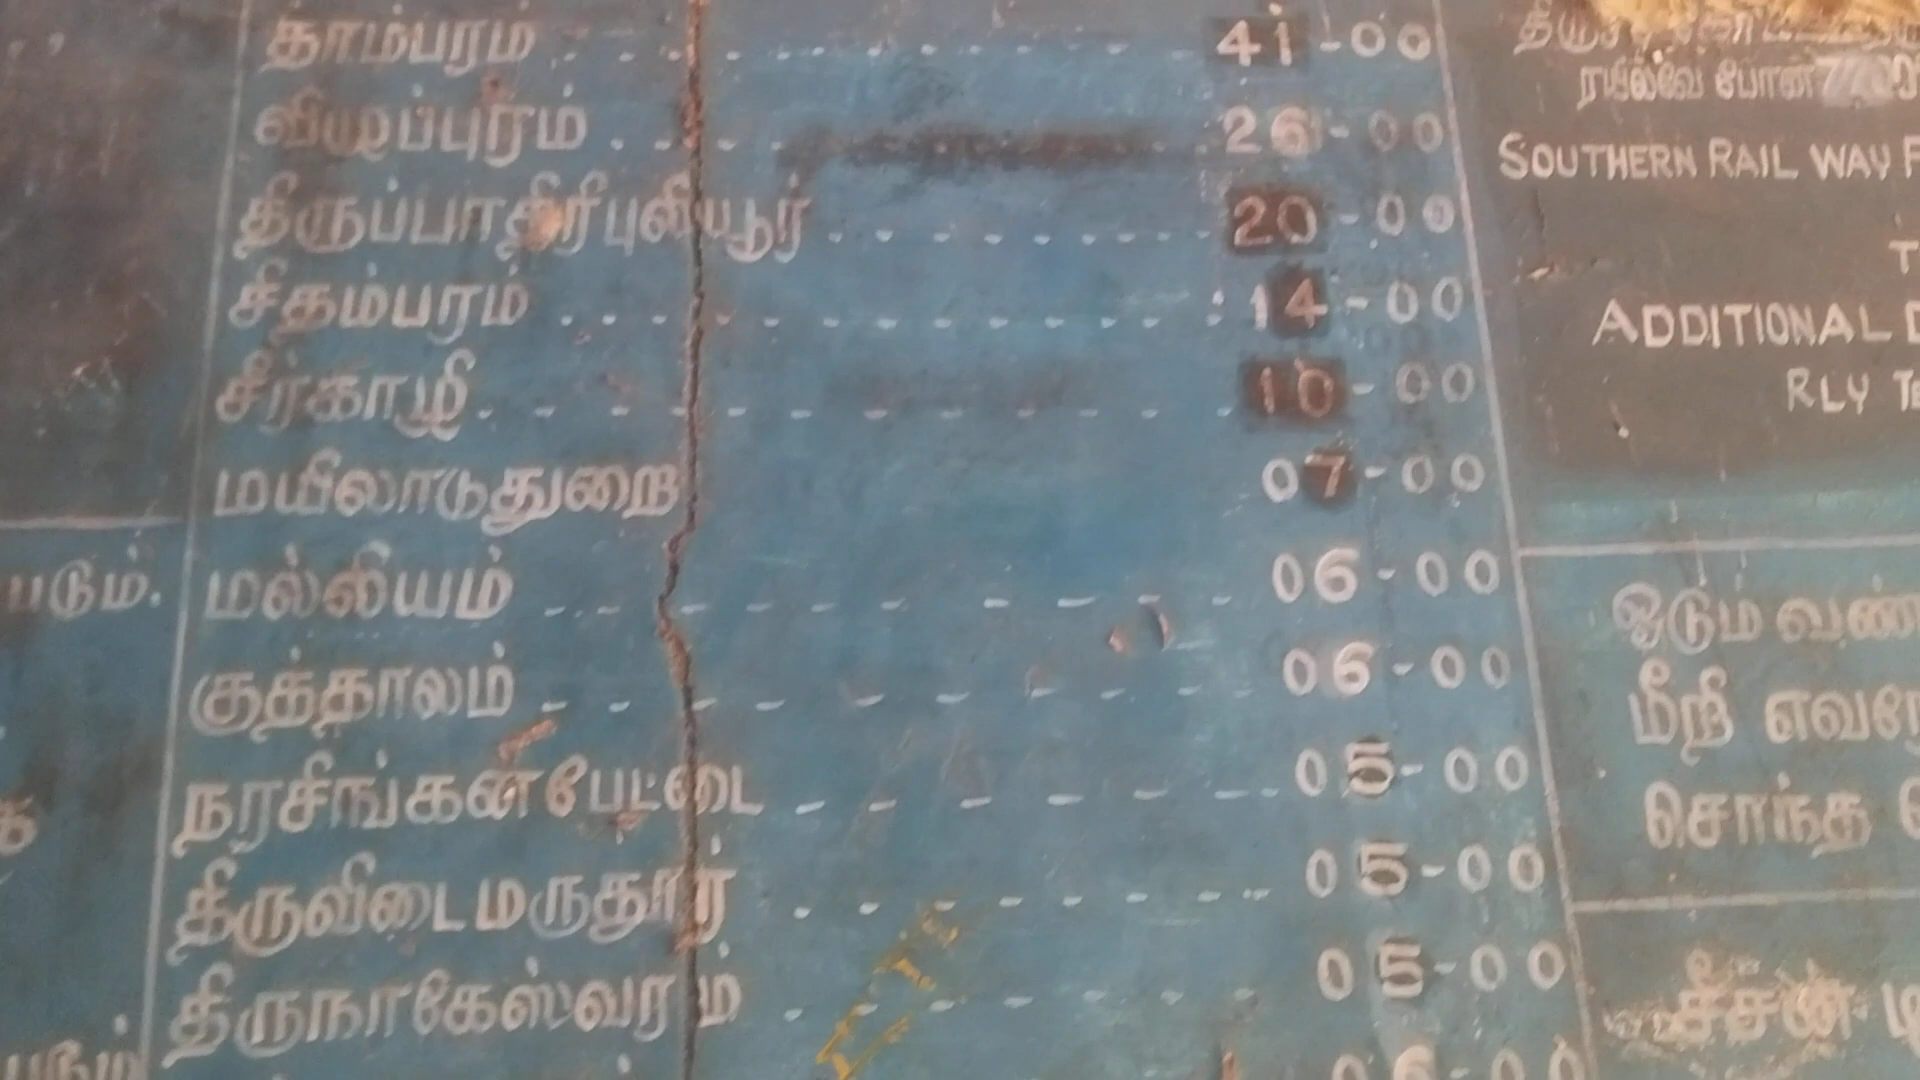 தாம்பரம் 41-00
விழுப்புரம் 26-00
திருப்பாதிரிபுலியூர் 20-00
சிதம்பரம் 14-00
சீர்காழி 10-00
மயிலாடுதுறை 07-00
மல்லியம் 06-00
குத்தாலம் 06-00
நரசிங்கன்பேட்டை 05-00
திருவிடைமருதூர் 05-00
திருநாகேஸ்வரம் 05-00
படும்.
ரயில்வே போன்
SOUTHERN RAIL WAY
ADDITIONAL
RLY
ஓடும்
மீறி
சொந்த
சீசன்